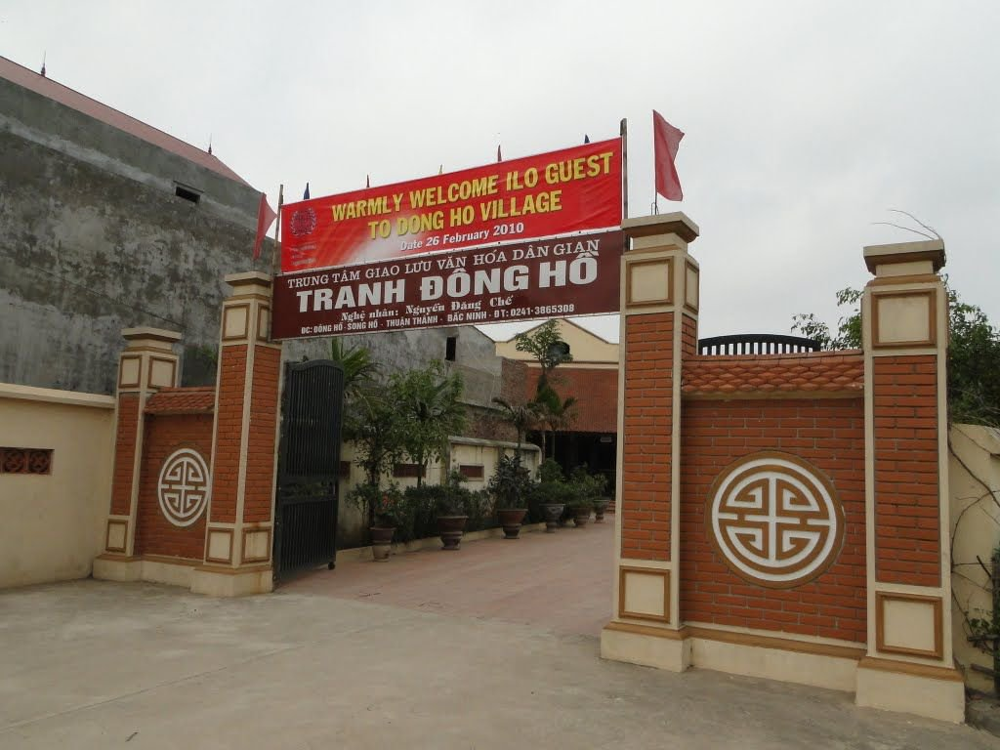 WARMLY WELCOME ILO GUEST
TO DONG HO VILLAGE
Date 26 February 2010
TRUNG TÂM GIAO LƯU VĂN HÓA DÂN GIAN
TRANH ĐÔNG HỒ
Nghệ nhân: Nguyễn Đăng Chế
ĐC: ĐÔNG HỒ - SONG HỒ - THUẬN THÀNH - BẮC NINH - ĐT: 0241-3865308